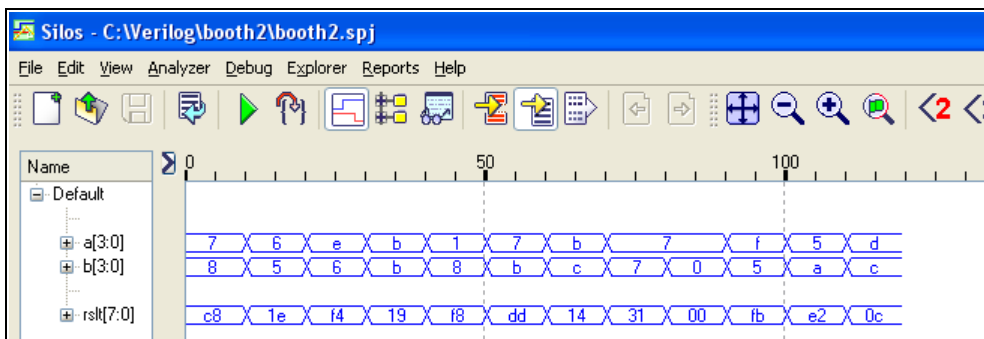 Silos - C:\Verilog\booth2\booth2.spj
File Edit View Analyzer Debug Explorer Reports Help
2
Name 0 50 100
Default
a[3:0] 7 6 e b 1 7 b 7 f 5 d
b[3:0] 8 5 6 b 8 b c 7 0 5 a c
rslt[7:0] c8 1e f4 19 f8 dd 14 31 00 fb e2 0c